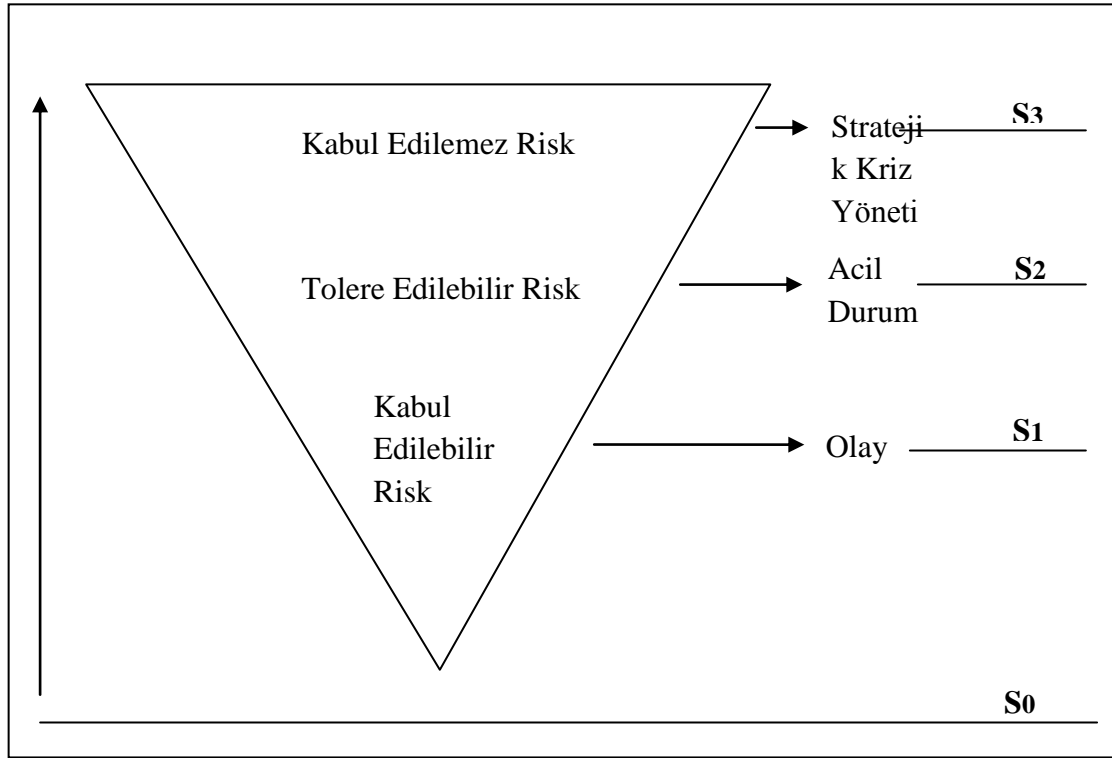 Kabul Edilemez Risk
Strateji
k Kriz
Yöneti
S3
Tolere Edilebilir Risk
Acil
Durum
S2
Kabul
Edilebilir
Risk
Olay
S1
S0